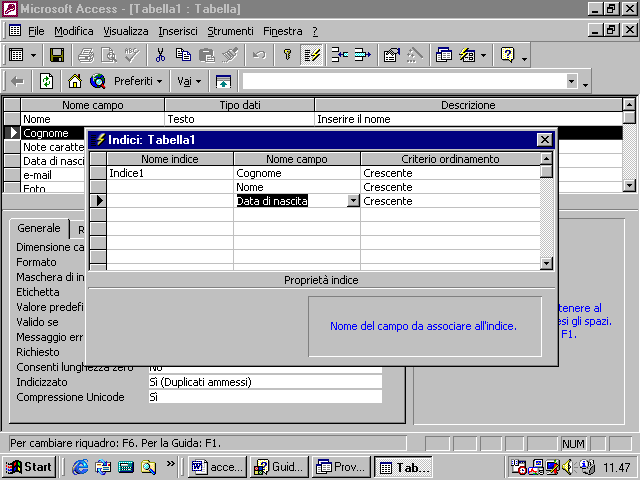 Microsoft Access - [Tabella1 : Tabella]
File Modifica Visualizza Inserisci Strumenti Finestra ?
Preferiti Vai
Nome campo Tipo dati Descrizione
Nome Testo Inserire il nome
Cognome
Note caratte
Data di nasci
e-mail
Foto
Indici: Tabella1
Nome indice Nome campo Criterio ordinamento
Indice1 Cognome Crescente
Nome Crescente
Data di nascita Crescente
Proprietà indice
Nome del campo da associare all'indice.
Generale R
Dimensione ca
Formato
Maschera di in
Etichetta
Valore predefi
Valido se
Messaggio err
Richiesto
Consenti lunghezza zero No
Indicizzato Sì (Duplicati ammessi)
Compressione Unicode Sì
tenere al
esi gli spazi.
F1.
Per cambiare riquadro: F6. Per la Guida: F1.
NUM
Start » acce... Guid... Prov... Tab... 11.47